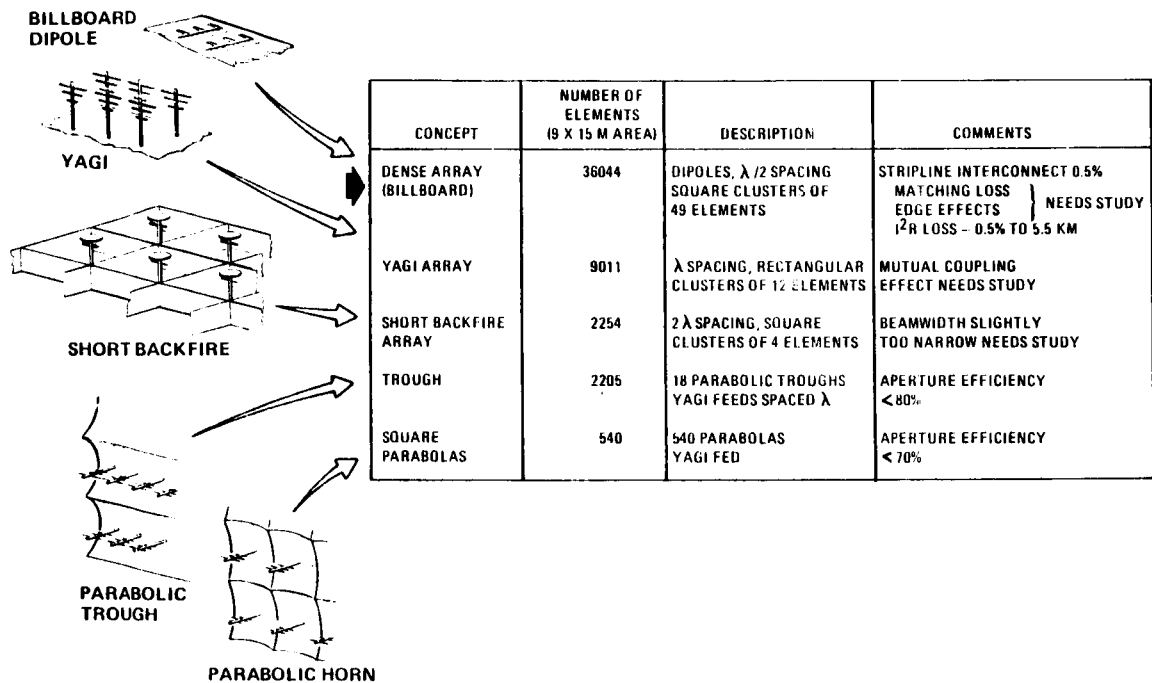 BILLBOARD
DIPOLE
YAGI
SHORT BACKFIRE
PARABOLIC
TROUGH
PARABOLIC HORN
CONCEPT
NUMBER OF
ELEMENTS
(9 X 15 M AREA)
DESCRIPTION
COMMENTS
DENSE ARRAY
(BILLBOARD)
36044
DIPOLES, λ/2 SPACING
SQUARE CLUSTERS OF
49 ELEMENTS
STRIPLINE INTERCONNECT 0.5%
MATCHING LOSS
EDGE EFFECTS
NEEDS STUDY
I²R LOSS – 0.5% TO 5.5 KM
YAGI ARRAY
9011
λ SPACING, RECTANGULAR
CLUSTERS OF 12 ELEMENTS
MUTUAL COUPLING
EFFECT NEEDS STUDY
SHORT BACKFIRE
ARRAY
2254
2 λ SPACING, SQUARE
CLUSTERS OF 4 ELEMENTS
BEAMWIDTH SLIGHTLY
TOO NARROW NEEDS STUDY
TROUGH
2205
18 PARABOLIC TROUGHS
YAGI FEEDS SPACED λ
APERTURE EFFICIENCY
<80%
SQUARE
PARABOLAS
540
540 PARABOLAS
YAGI FED
APERTURE EFFICIENCY
< 70%